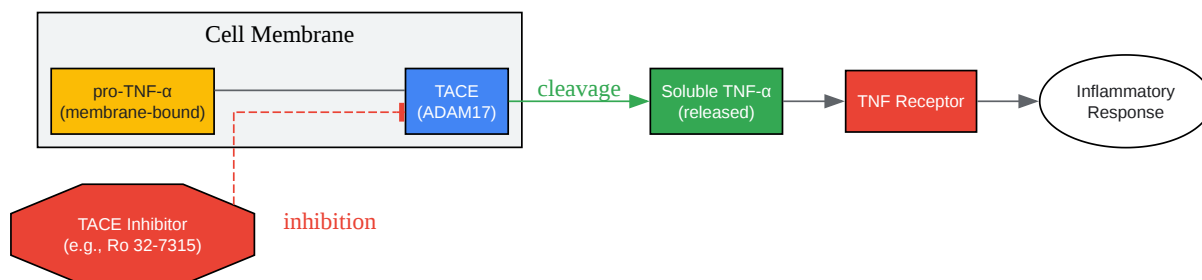 Cell Membrane
pro-TNF-α
(membrane-bound)
TACE
(ADAM17)
cleavage
Soluble TNF-α
(released)
TNF Receptor
Inflammatory
Response
TACE Inhibitor
(e.g., Ro 32-7315)
inhibition